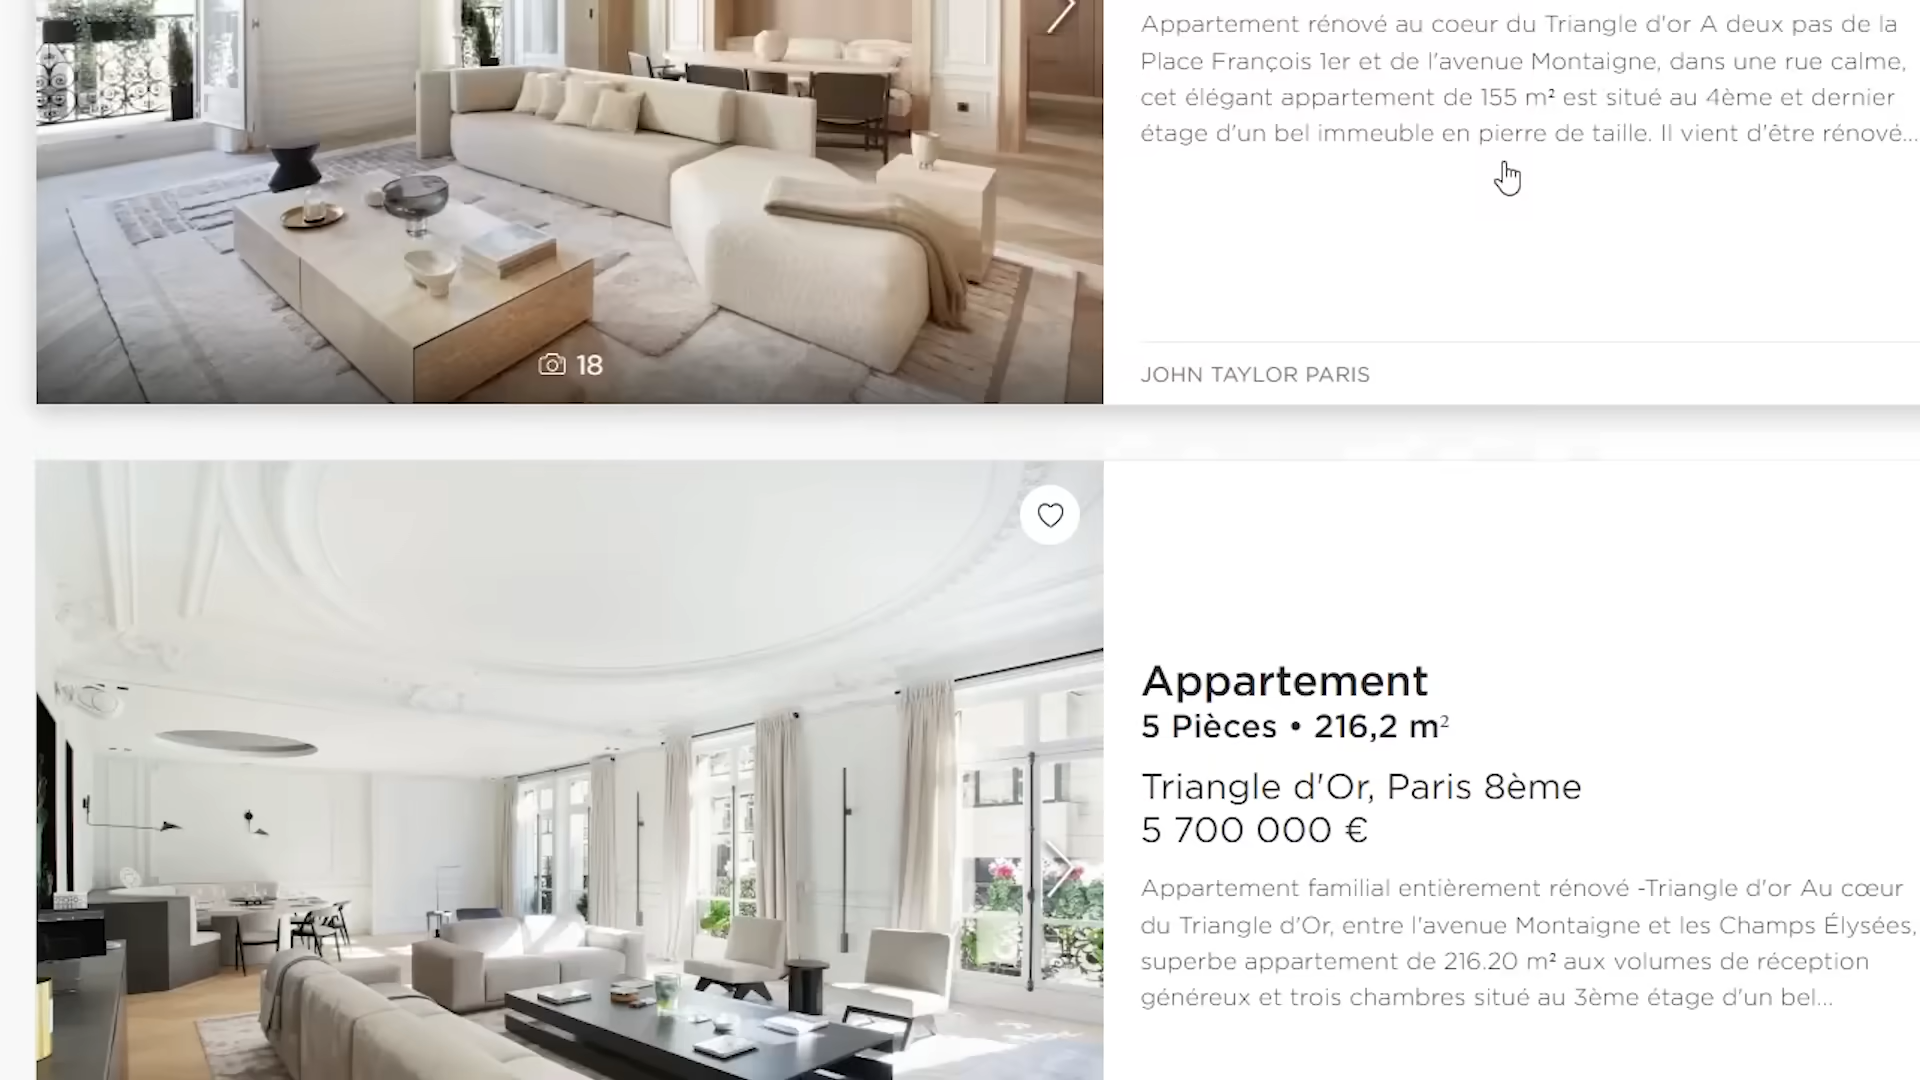 Appartement rénové au coeur du Triangle d'or A deux pas de la
Place François 1er et de l'avenue Montaigne, dans une rue calme,
cet élégant appartement de 155 m² est situé au 4ème et dernier
étage d'un bel immeuble en pierre de taille. Il vient d'être rénové...
18
JOHN TAYLOR PARIS
Appartement
5 Pièces • 216,2 m²
Triangle d'Or, Paris 8ème
5 700 000 €
Appartement familial entièrement rénové -Triangle d'or Au cœur
du Triangle d'Or, entre l'avenue Montaigne et les Champs Élysées,
superbe appartement de 216.20 m² aux volumes de réception
généreux et trois chambres situé au 3ème étage d'un bel...